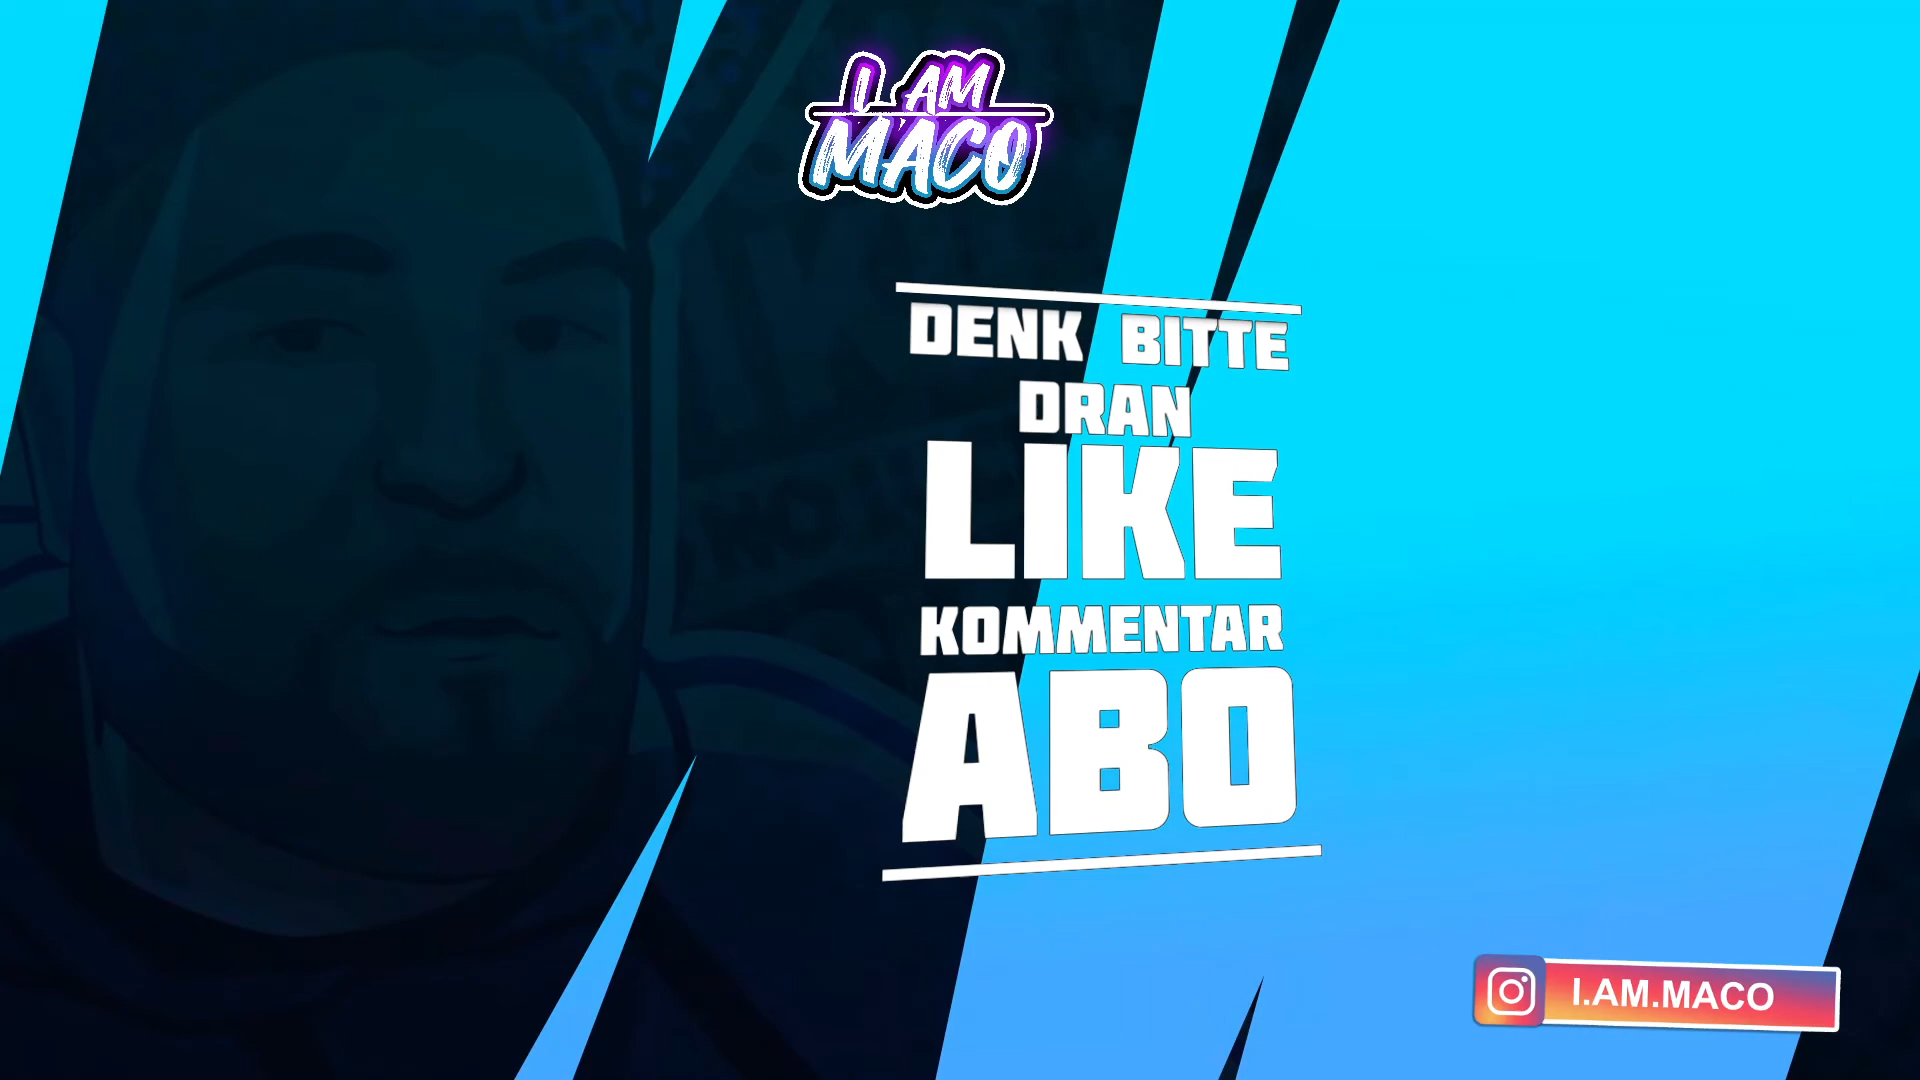 I AM
MACO
DENK BITTE
DRAN
LIKE
KOMMENTAR
ABO
I.AM.MACO